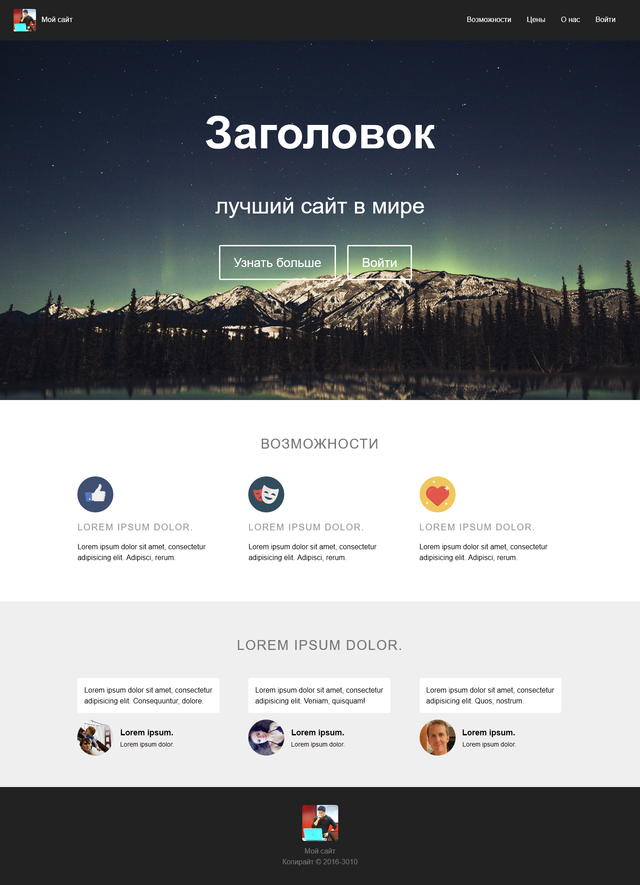 Мой сайт
Возможности Цены О нас Войти
Заголовок
лучший сайт в мире
Узнать больше Войти
ВОЗМОЖНОСТИ
LOREM IPSUM DOLOR. LOREM IPSUM DOLOR. LOREM IPSUM DOLOR.
Lorem ipsum dolor sit amet, consectetur
adipisicing elit. Adipisci, rerum.
Lorem ipsum dolor sit amet, consectetur
adipisicing elit. Adipisci, rerum.
Lorem ipsum dolor sit amet, consectetur
adipisicing elit. Adipisci, rerum.
LOREM IPSUM DOLOR.
Lorem ipsum dolor sit amet, consectetur
adipisicing elit. Consequuntur, dolore.
Lorem ipsum.
Lorem ipsum dolor.
Lorem ipsum dolor sit amet, consectetur
adipisicing elit. Veniam, quisquam!
Lorem ipsum.
Lorem ipsum dolor.
Lorem ipsum dolor sit amet, consectetur
adipisicing elit. Quos, nostrum.
Lorem ipsum.
Lorem ipsum dolor.
Мой сайт
Копирайт © 2016-3010